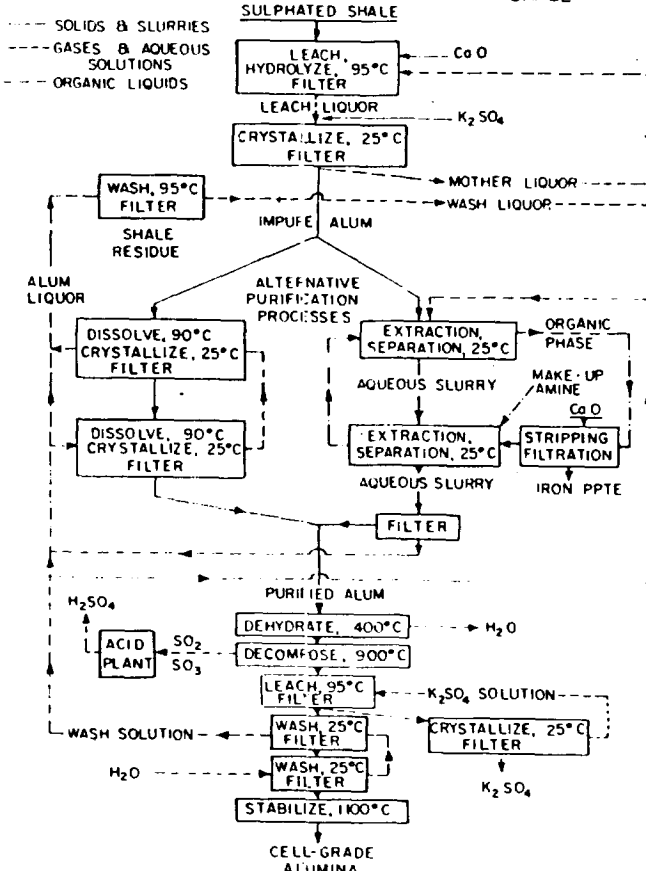 SULPHATED SHALE
SOLIDS & SLURRIES
GASES & AQUEOUS
SOLUTIONS
ORGANIC LIQUIDS
LEACH,
HYDROLYZE, 95°C
FILTER
CaO
LEACH LIQUOR
K2SO4
CRYSTALLIZE, 25°C
FILTER
WASH, 95°C
FILTER
MOTHER LIQUOR
WASH LIQUOR
SHALE
RESIDUE
IMPURE ALUM
ALUM
LIQUOR
ALTERNATIVE
PURIFICATION
PROCESSES
DISSOLVE, 90°C
CRYSTALLIZE, 25°C
FILTER
EXTRACTION,
SEPARATION, 25°C
ORGANIC
PHASE
AQUEOUS SLURRY
MAKE-UP
AMINE
CaO
DISSOLVE, 90°C
CRYSTALLIZE, 25°C
FILTER
EXTRACTION,
SEPARATION, 25°C
STRIPPING
FILTRATION
AQUEOUS SLURRY
IRON PPTE
FILTER
PURIFIED ALUM
H2SO4
DEHYDRATE, 400°C
H2O
ACID
PLANT
SO2
SO3
DECOMPOSE, 900°C
LEACH, 95°C
FILTER
K2SO4 SOLUTION
WASH SOLUTION
WASH, 25°C
FILTER
CRYSTALLIZE, 25°C
FILTER
H2O
WASH, 25°C
FILTER
K2SO4
STABILIZE, 1100°C
CELL-GRADE
ALUMINA